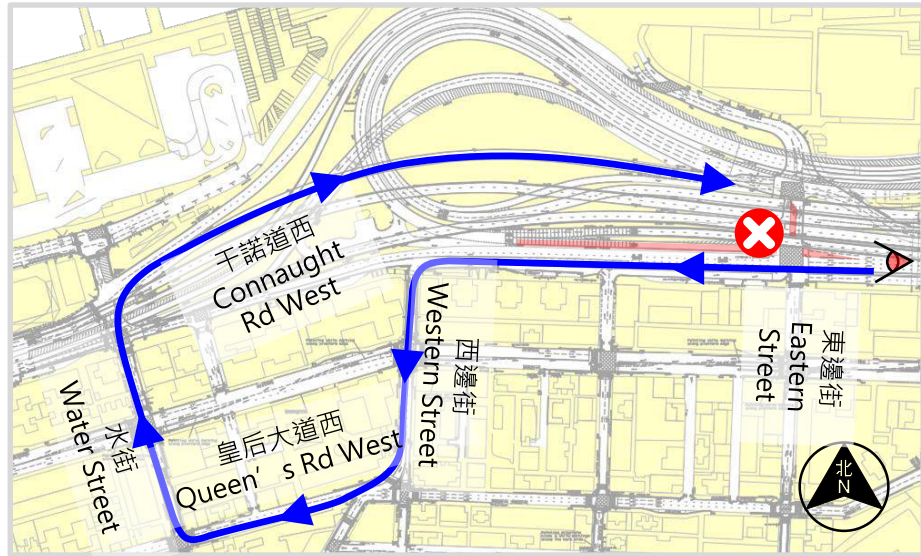 干諾道西
Connaught
Rd West
西邊街
Western Street
東邊街
Eastern
Street
皇后大道西
Queen’s Rd West
水街
Water Street
北
N